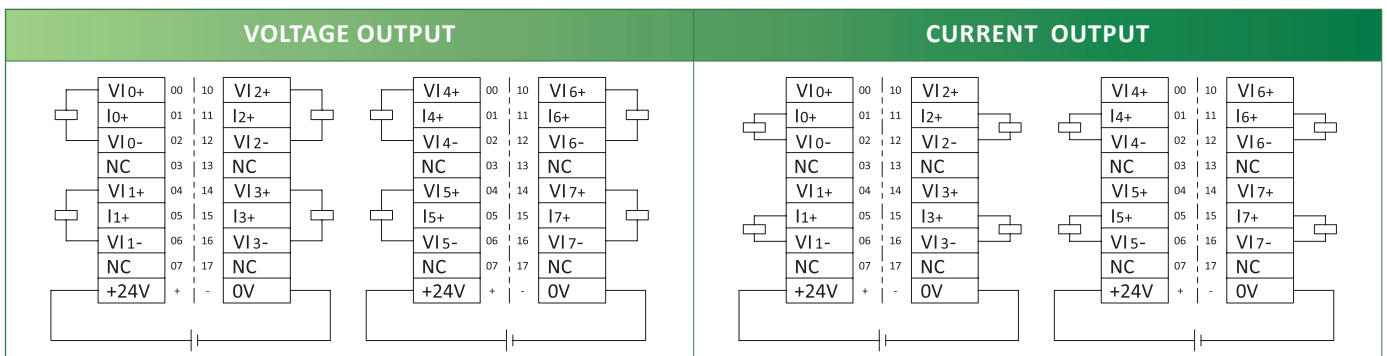 VOLTAGE OUTPUT CURRENT OUTPUT
VI0+ 00 10 VI2+ VI4+ 00 10 VI6+ VI0+ 00 10 VI2+ VI4+ 00 10 VI6+
I0+ 01 11 I2+ I4+ 01 11 I6+ I0+ 01 11 I2+ I4+ 01 11 I6+
VI0- 02 12 VI2- VI4- 02 12 VI6- VI0- 02 12 VI2- VI4- 02 12 VI6-
NC 03 13 NC NC 03 13 NC NC 03 13 NC NC 03 13 NC
VI1+ 04 14 VI3+ VI5+ 04 14 VI7+ VI1+ 04 14 VI3+ VI5+ 04 14 VI7+
I1+ 05 15 I3+ I5+ 05 15 I7+ I1+ 05 15 I3+ I5+ 05 15 I7+
VI1- 06 16 VI3- VI5- 06 16 VI7- VI1- 06 16 VI3- VI5- 06 16 VI7-
NC 07 17 NC NC 07 17 NC NC 07 17 NC NC 07 17 NC
+24V + - 0V +24V + - 0V +24V + - 0V +24V + - 0V